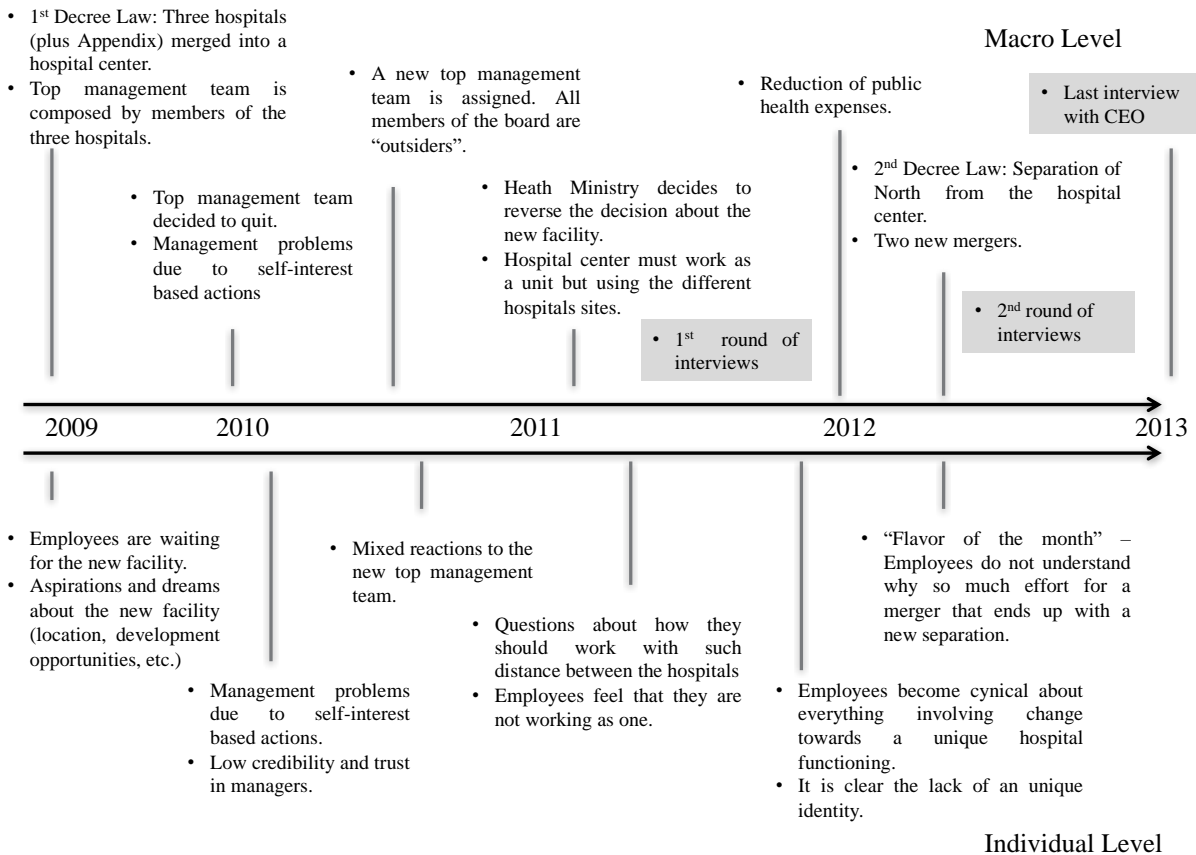 • 1st Decree Law: Three hospitals
(plus Appendix) merged into a
hospital center.
• Top management team is
composed by members of the
three hospitals.
• Top management team
decided to quit.
• Management problems
due to self-interest
based actions
• A new top management
team is assigned. All
members of the board are
“outsiders”.
• Heath Ministry decides to
reverse the decision about the
new facility.
• Hospital center must work as
a unit but using the different
hospitals sites.
• 1st round of
interviews
Macro Level
• Reduction of public
health expenses.
• 2nd Decree Law: Separation of
North from the hospital
center.
• Two new mergers.
• 2nd round of
interviews
• Last interview
with CEO
2009
2010
2011
2012
2013
• Employees are waiting
for the new facility.
• Aspirations and dreams
about the new facility
(location, development
opportunities, etc.)
• Management problems
due to self-interest
based actions.
• Low credibility and trust
in managers.
• Mixed reactions to the
new top management
team.
• Questions about how they
should work with such
distance between the hospitals
• Employees feel that they are
not working as one.
• Employees become cynical about
everything involving change
towards a unique hospital
functioning.
• It is clear the lack of an unique
identity.
• “Flavor of the month” –
Employees do not understand
why so much effort for a
merger that ends up with a
new separation.
Individual Level